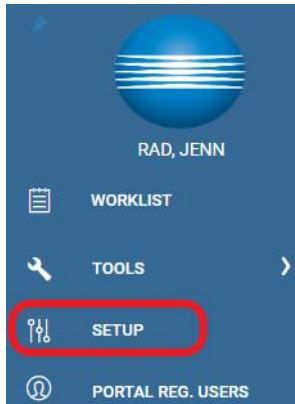 RAD, JENN
WORKLIST
TOOLS
SETUP
PORTAL REG. USERS